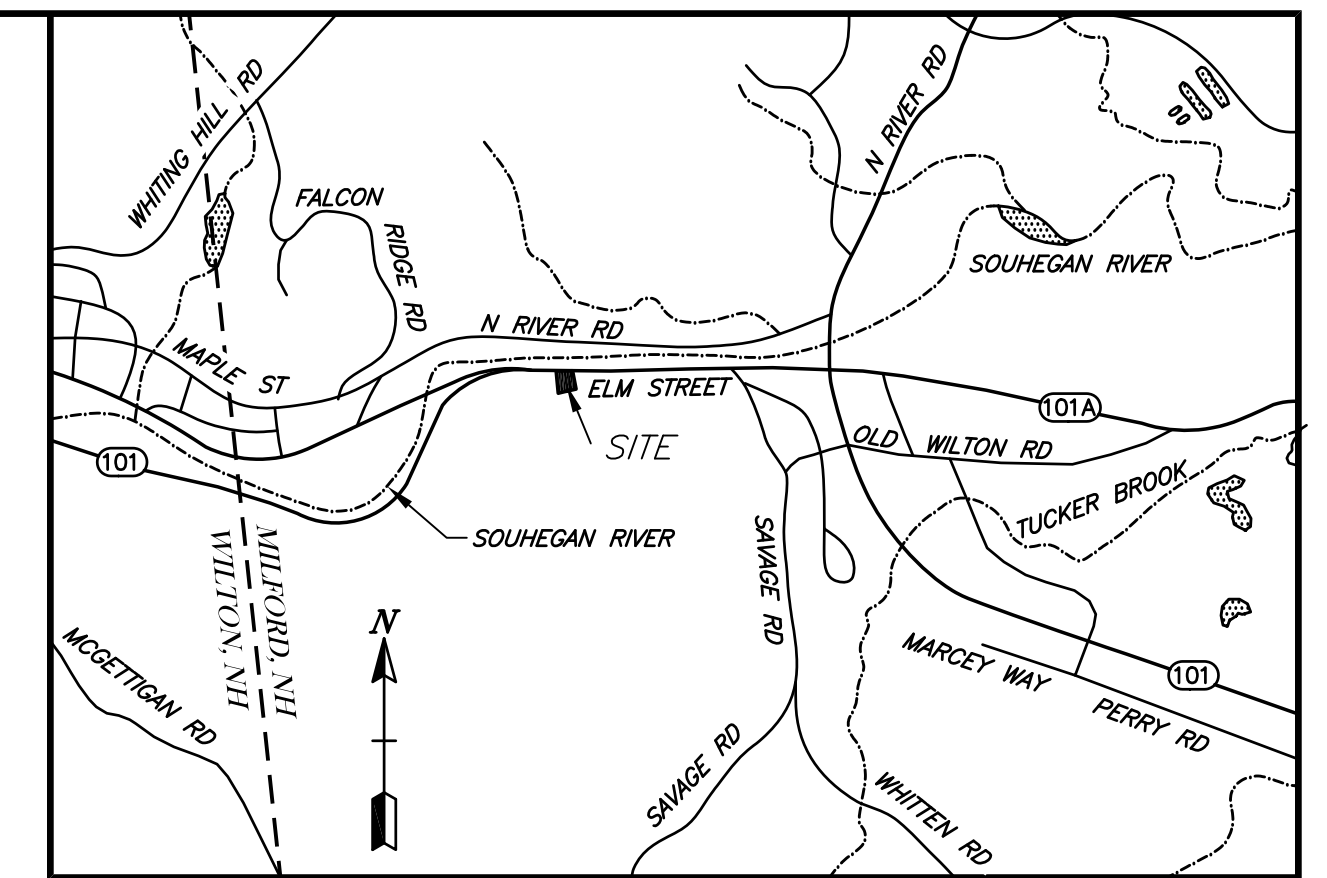 WHITING HILL RD
N RIVER RD
FALCON
RIDGE RD
SOUHEGAN RIVER
N RIVER RD
MAPLE ST
ELM STREET
101A
SITE
OLD WILTON RD
101
TUCKER BROOK
SOUHEGAN RIVER
SAVAGE RD
MILFORD, NH
WILTON, NH
N
MCGETTIGAN RD
MARCEY WAY
101
PERRY RD
SAVAGE RD
WHITTEN RD